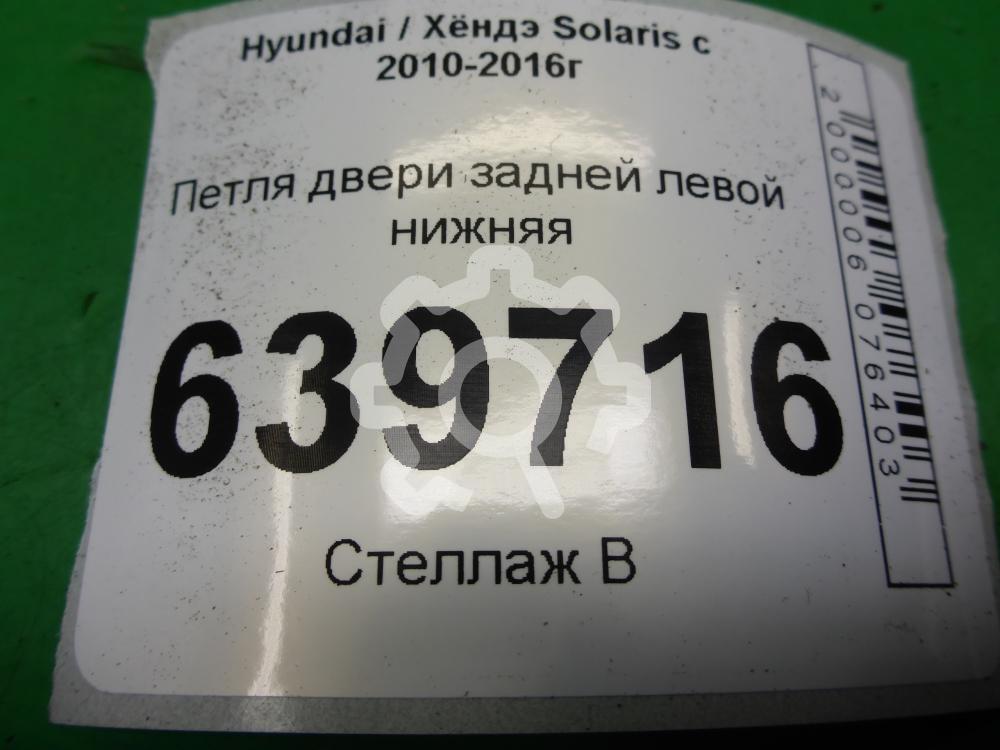 Hyundai / Хёндэ Solaris с
2010-2016г
Петля двери задней левой
нижняя
639716
Стеллаж В
2000006076403